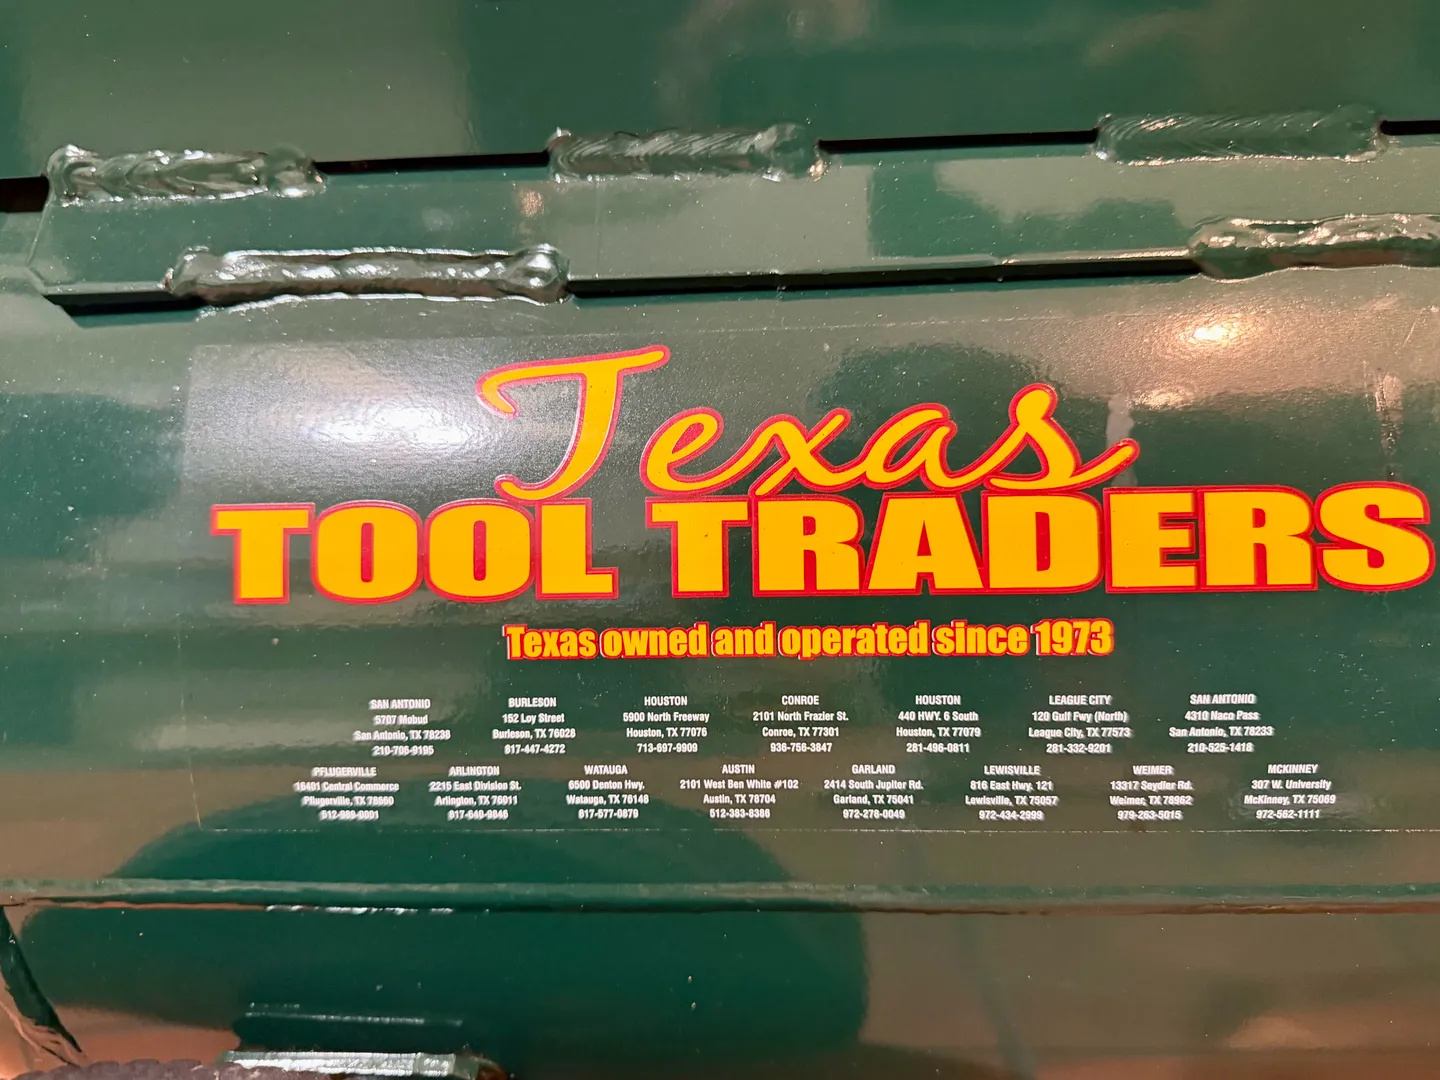 Texas
TOOL TRADERS
Texas owned and operated since 1973
SAN ANTONIO
5707 Mobud
San Antonio, TX 78238
210-706-9195
BURLESON
152 Loy Street
Burleson, TX 76028
817-447-4272
HOUSTON
5900 North Freeway
Houston, TX 77076
713-697-9909
CONROE
2101 North Frazier St.
Conroe, TX 77301
936-756-3847
HOUSTON
440 HWY. 6 South
Houston, TX 77079
281-496-0811
LEAGUE CITY
120 Gulf Fwy (North)
League City, TX 77573
281-332-9201
SAN ANTONIO
4310 Naco Pass
San Antonio, TX 78233
210-525-1418
PFLUGERVILLE
16401 Central Commerce
Pflugerville, TX 78660
ARLINGTON
2215 East Division St.
Arlington, TX 76011
817-640-9846
WATAUGA
6500 Denton Hwy.
Watauga, TX 76148
817-577-0879
AUSTIN
2101 West Ben White #102
Austin, TX 78704
512-383-8386
GARLAND
2414 South Jupiter Rd.
Garland, TX 75041
972-278-0049
LEWISVILLE
816 East Hwy. 121
Lewisville, TX 75057
972-434-2999
WEIMER
13317 Seydler Rd.
Weimer, TX 78962
979-263-5015
MCKINNEY
307 W. University
McKinney, TX 75069
972-562-1111